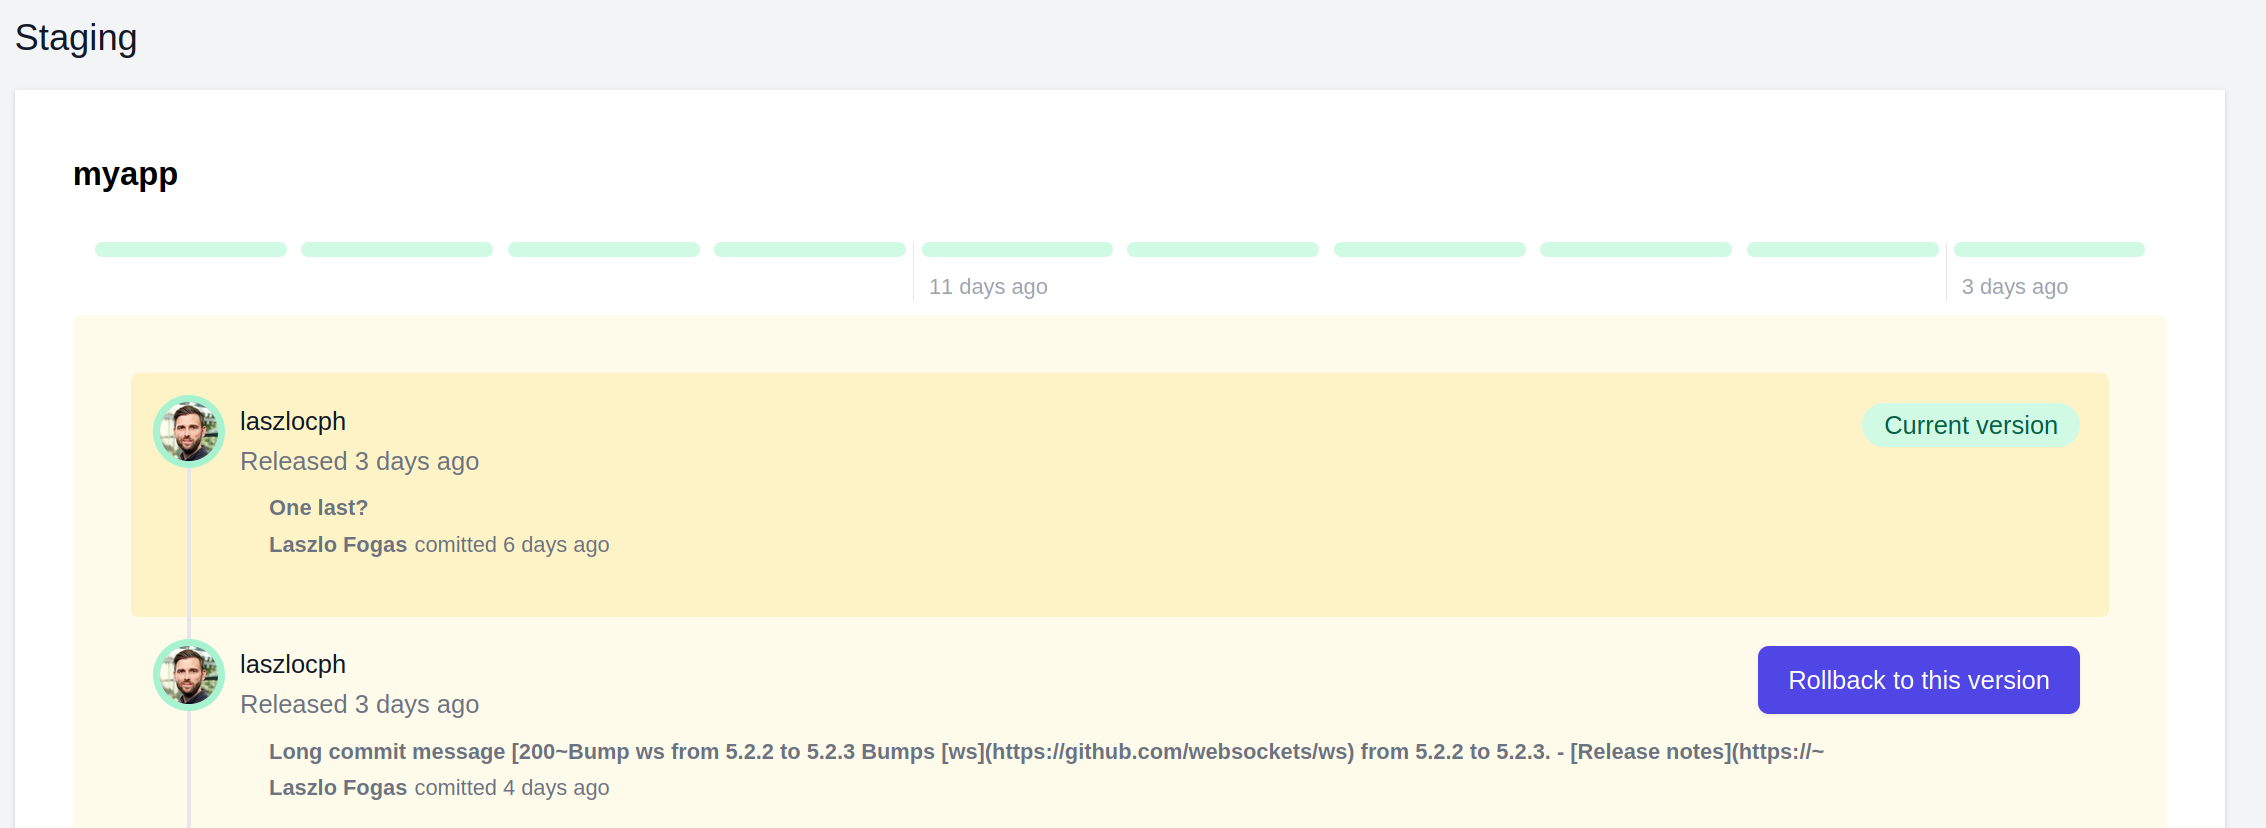 Staging
myapp
11 days ago
3 days ago
laszlocph
Current version
Released 3 days ago
One last?
Laszlo Fogas comitted 6 days ago
laszlocph
Rollback to this version
Released 3 days ago
Long commit message [200~Bump ws from 5.2.2 to 5.2.3 Bumps [ws](https://github.com/websockets/ws) from 5.2.2 to 5.2.3. - [Release notes](https://~
Laszlo Fogas comitted 4 days ago